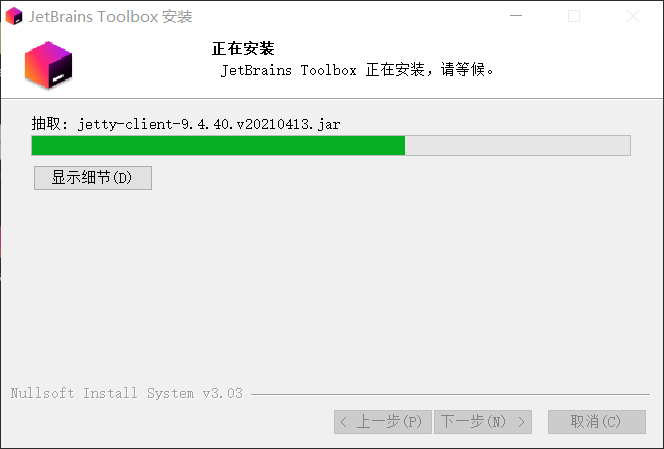 JetBrains Toolbox 安装
正在安装
JetBrains Toolbox 正在安装，请等候。
抽取: jetty-client-9.4.40.v20210413.jar
显示细节(D)
Nullsoft Install System v3.03
< 上一步(P) 下一步(N) > 取消(C)